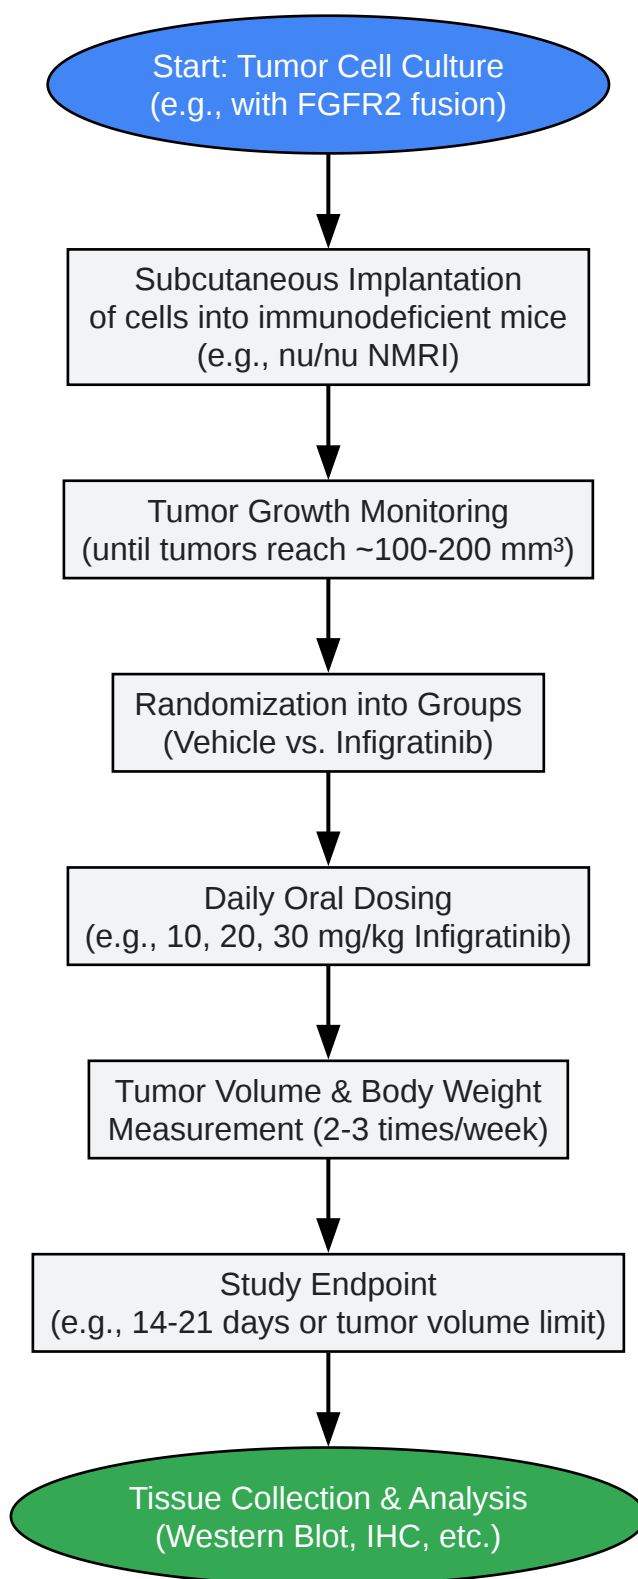 Start: Tumor Cell Culture
(e.g., with FGFR2 fusion)
Subcutaneous Implantation
of cells into immunodeficient mice
(e.g., nu/nu NMRI)
Tumor Growth Monitoring
(until tumors reach ~100-200 mm³)
Randomization into Groups
(Vehicle vs. Infigratinib)
Daily Oral Dosing
(e.g., 10, 20, 30 mg/kg Infigratinib)
Tumor Volume & Body Weight
Measurement (2-3 times/week)
Study Endpoint
(e.g., 14-21 days or tumor volume limit)
Tissue Collection & Analysis
(Western Blot, IHC, etc.)